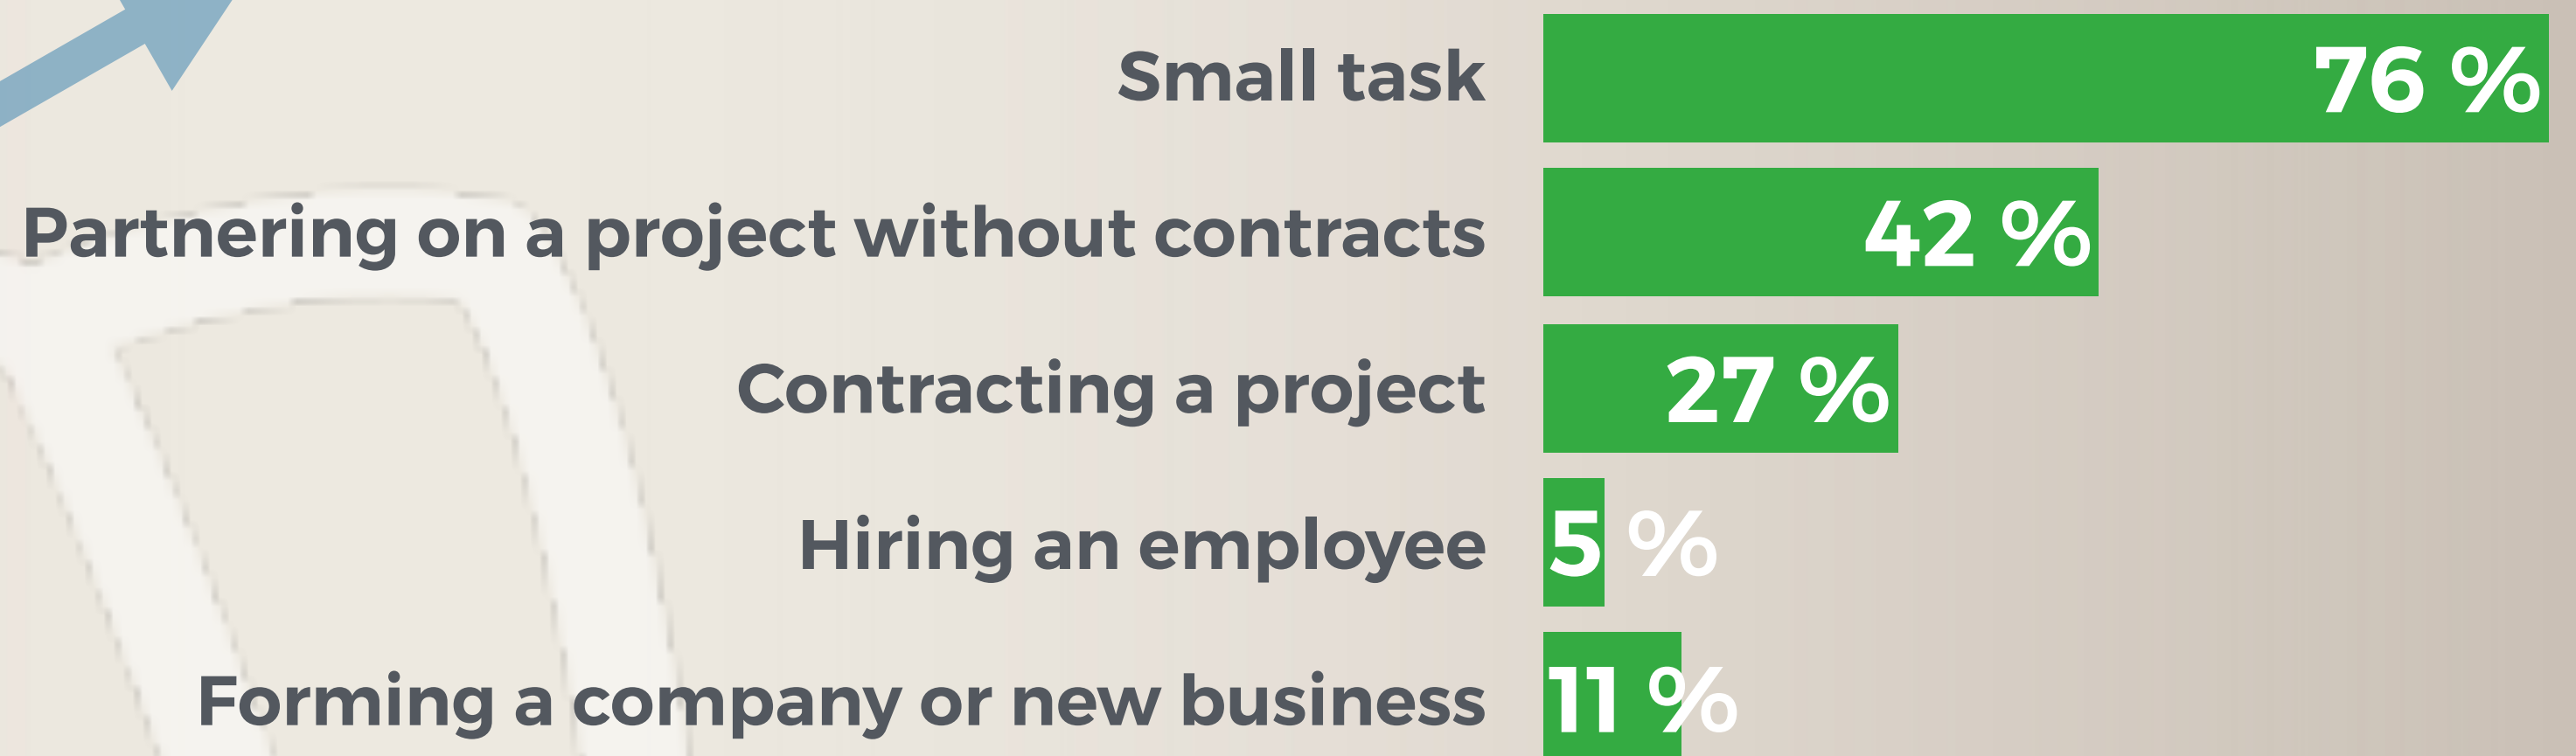 Small task 76 %
Partnering on a project without contracts 42 %
Contracting a project 27 %
Hiring an employee 5 %
Forming a company or new business 11 %